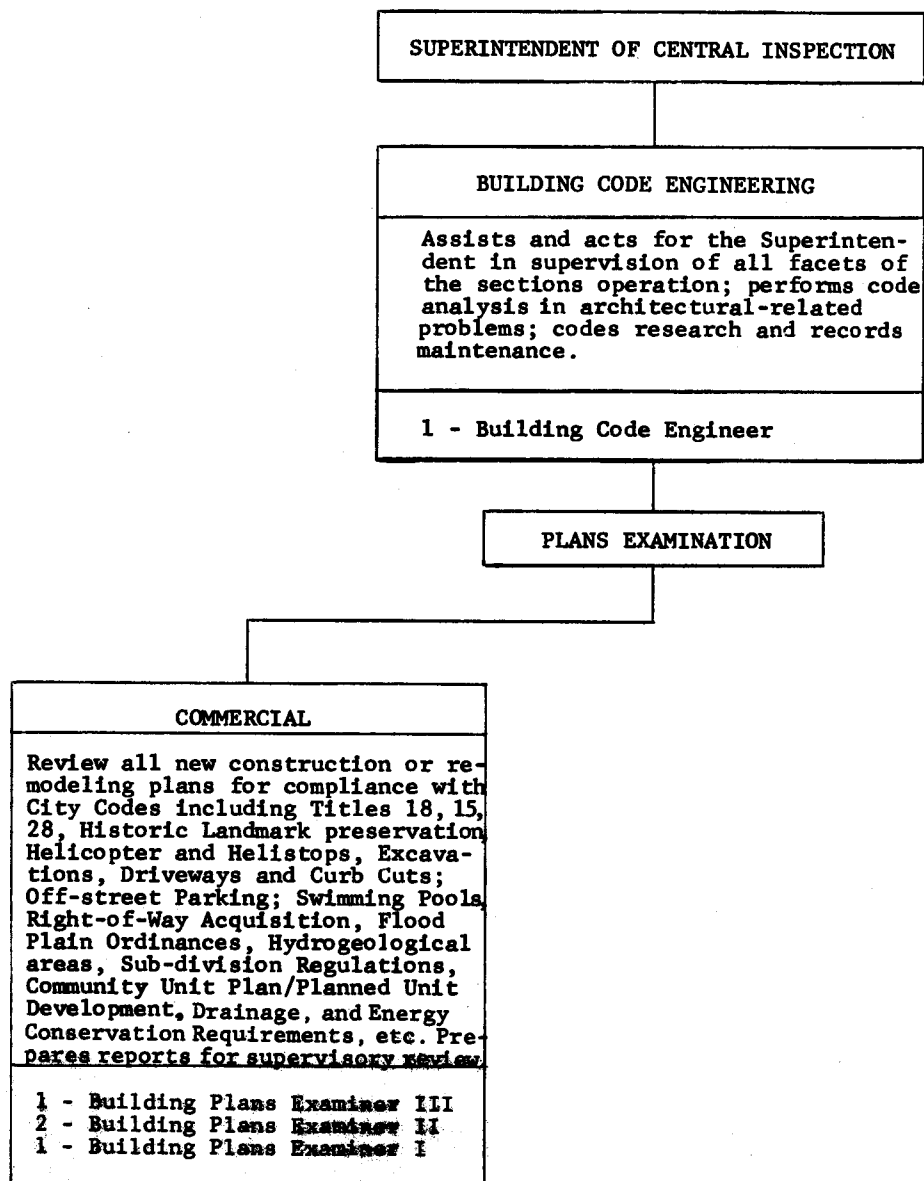 SUPERINTENDENT OF CENTRAL INSPECTION
BUILDING CODE ENGINEERING
Assists and acts for the Superinten-
dent in supervision of all facets of
the sections operation; performs code
analysis in architectural-related
problems; codes research and records
maintenance.
1 - Building Code Engineer
PLANS EXAMINATION
COMMERCIAL
Review all new construction or re-
modeling plans for compliance with
City Codes including Titles 18, 15,
28, Historic Landmark preservation,
Helicopter and Helistops, Excava-
tions, Driveways and Curb Cuts;
Off-street Parking; Swimming Pools,
Right-of-Way Acquisition, Flood
Plain Ordinances, Hydrogeological
areas, Sub-division Regulations,
Community Unit Plan/Planned Unit
Development, Drainage, and Energy
Conservation Requirements, etc. Pre-
pares reports for supervisory review.
1 - Building Plans Examiner III
2 - Building Plans Examiner II
1 - Building Plans Examiner I